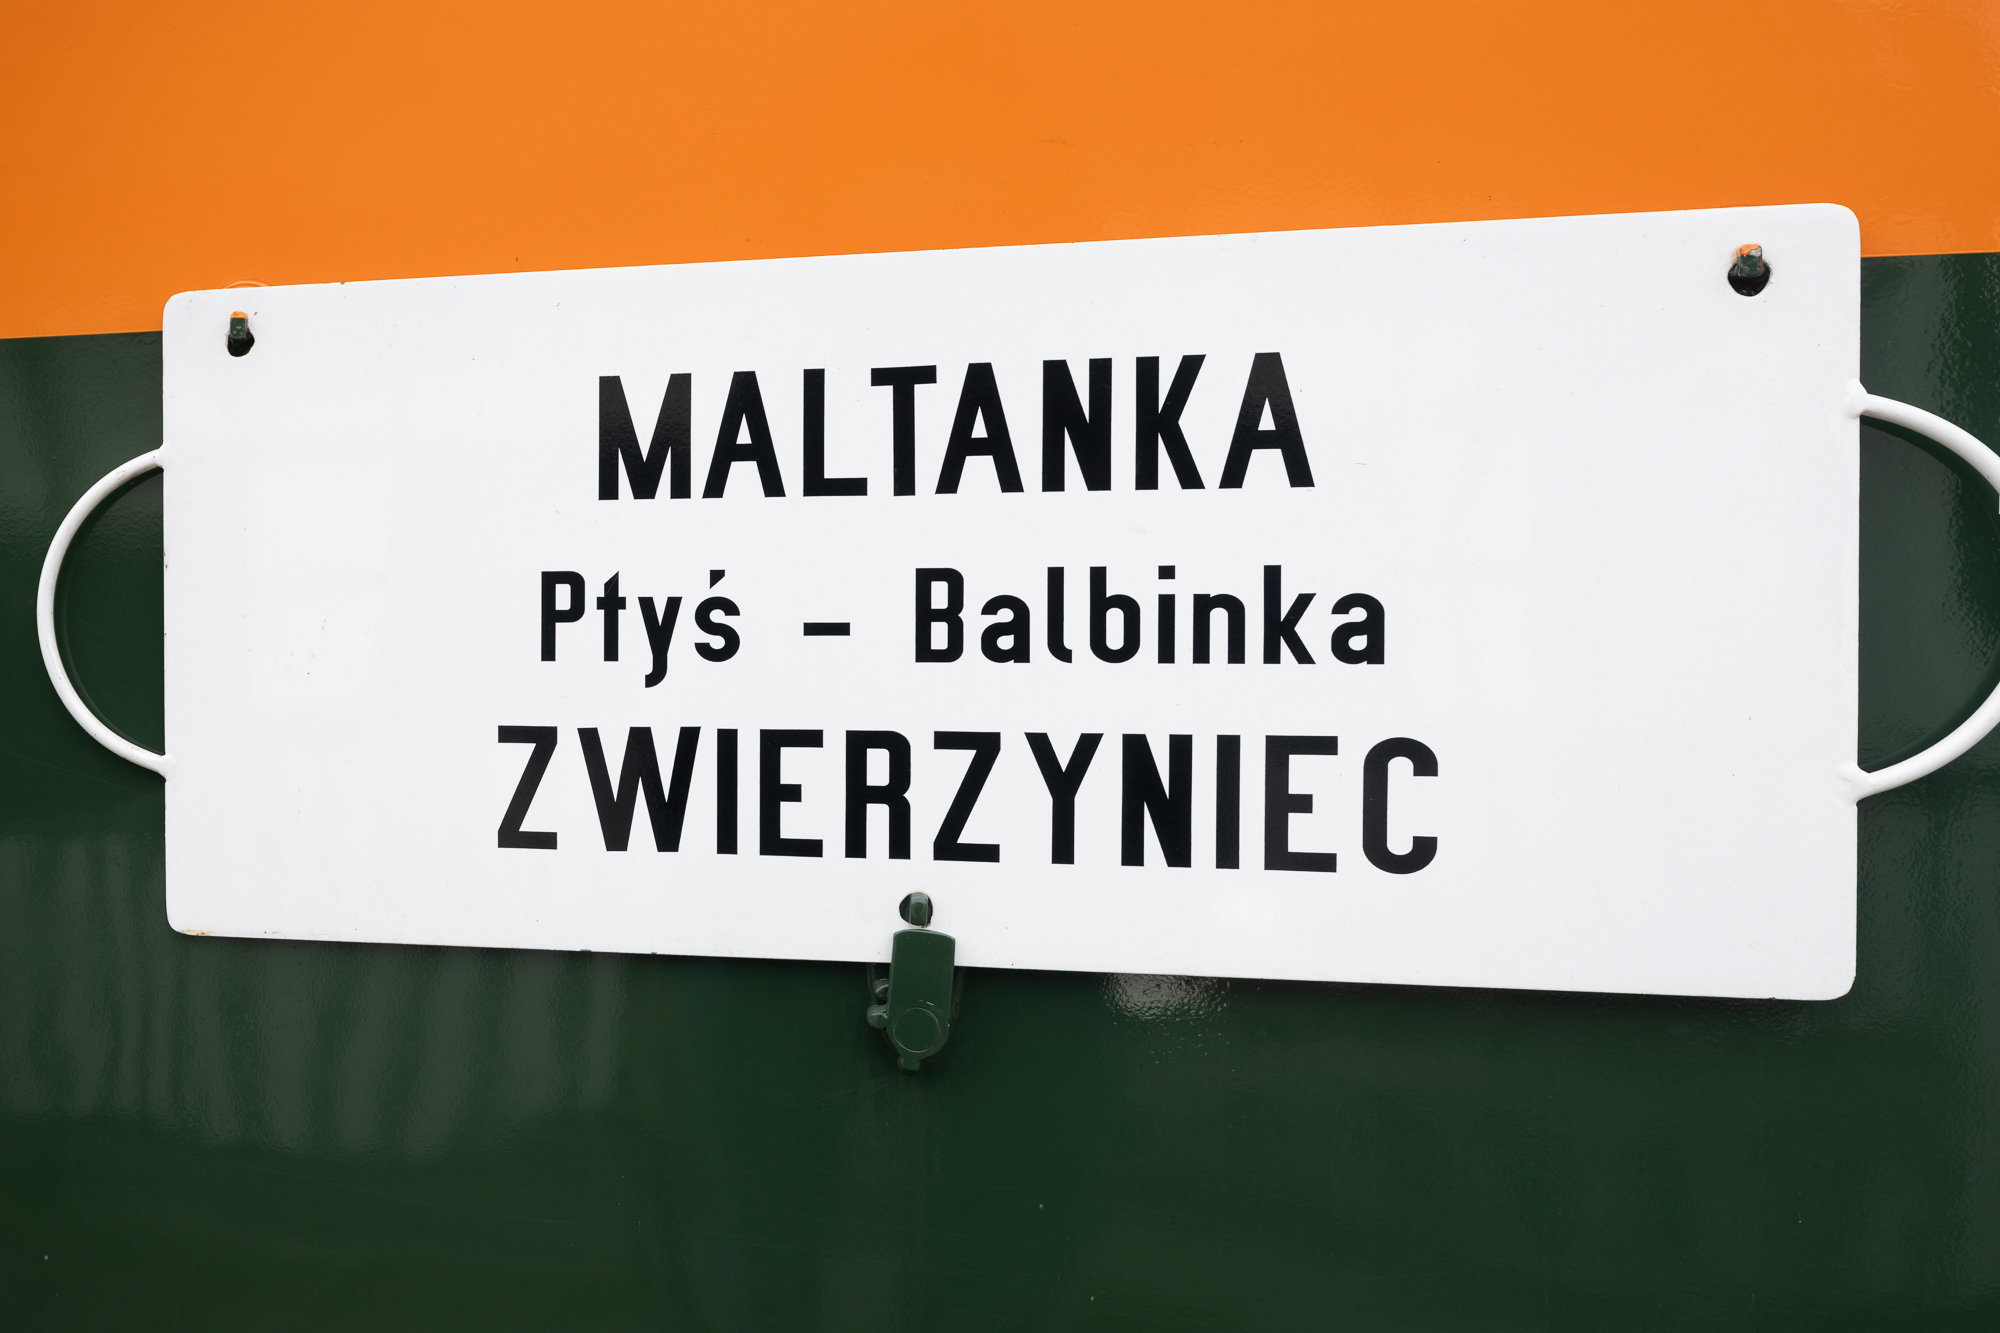 MALTANKA
Ptyś – Balbinka
ZWIERZYNIEC